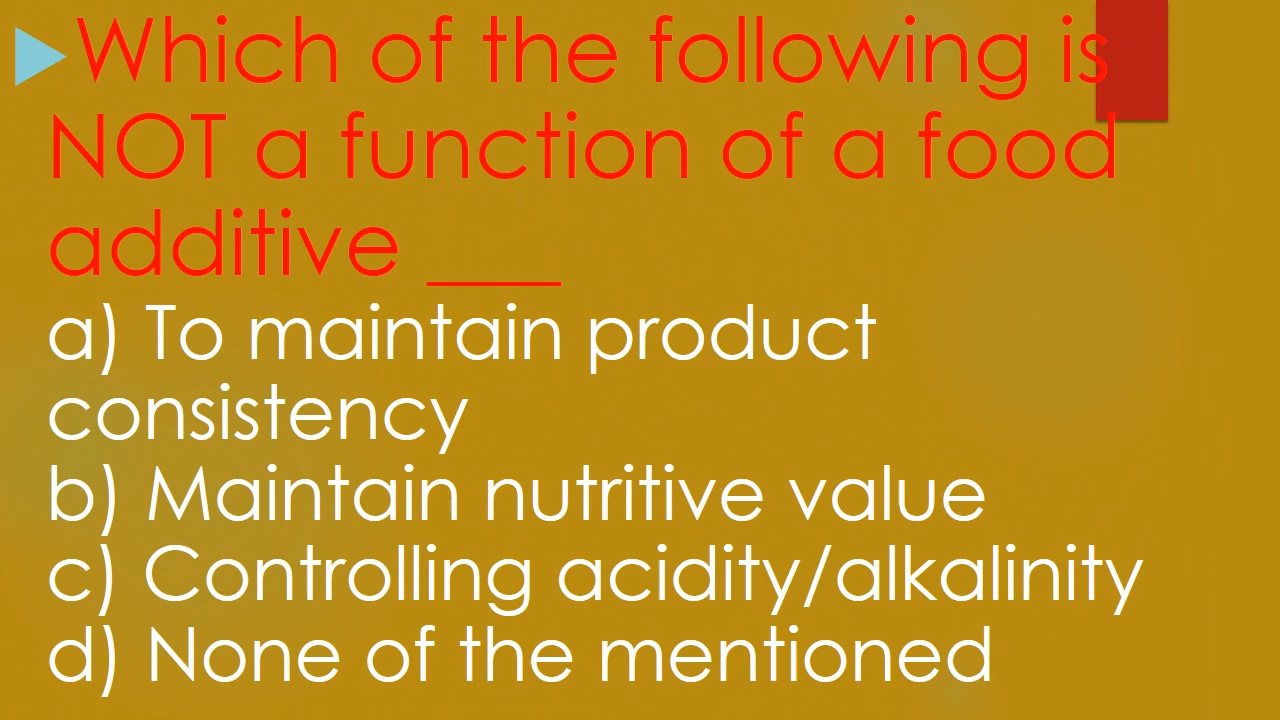 Which of the following is
NOT a function of a food
additive ___
a) To maintain product
consistency
b) Maintain nutritive value
c) Controlling acidity/alkalinity
d) None of the mentioned